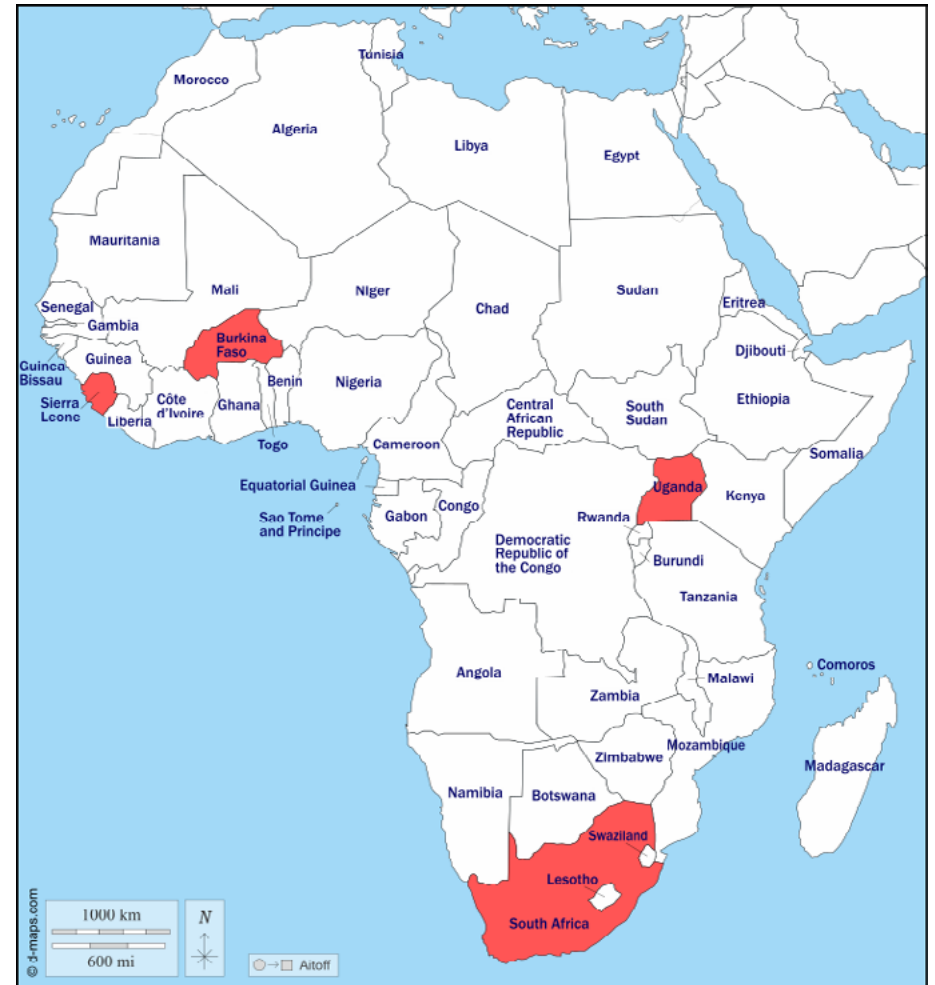 Tunisia
Morocco
Algeria
Libya
Egypt
Mauritania
Mali
Niger
Chad
Sudan
Eritrea
Senegal
Gambia
Burkina
Faso
Djibouti
Guinea
Guinea
Bissau
Sierra
Leone
Liberia
Côte
d'Ivoire
Ghana
Togo
Benin
Nigeria
Cameroon
Central
African
Republic
South
Sudan
Ethiopia
Somalia
Equatorial Guinea
Sao Tome
and Principe
Gabon
Congo
Democratic
Republic of
the Congo
Uganda
Kenya
Rwanda
Burundi
Tanzania
Angola
Zambia
Malawi
Comoros
Mozambique
Zimbabwe
Madagascar
Namibia
Botswana
Swaziland
Lesotho
South Africa
1000 km
600 mi
N
Aitoff
© d-maps.com